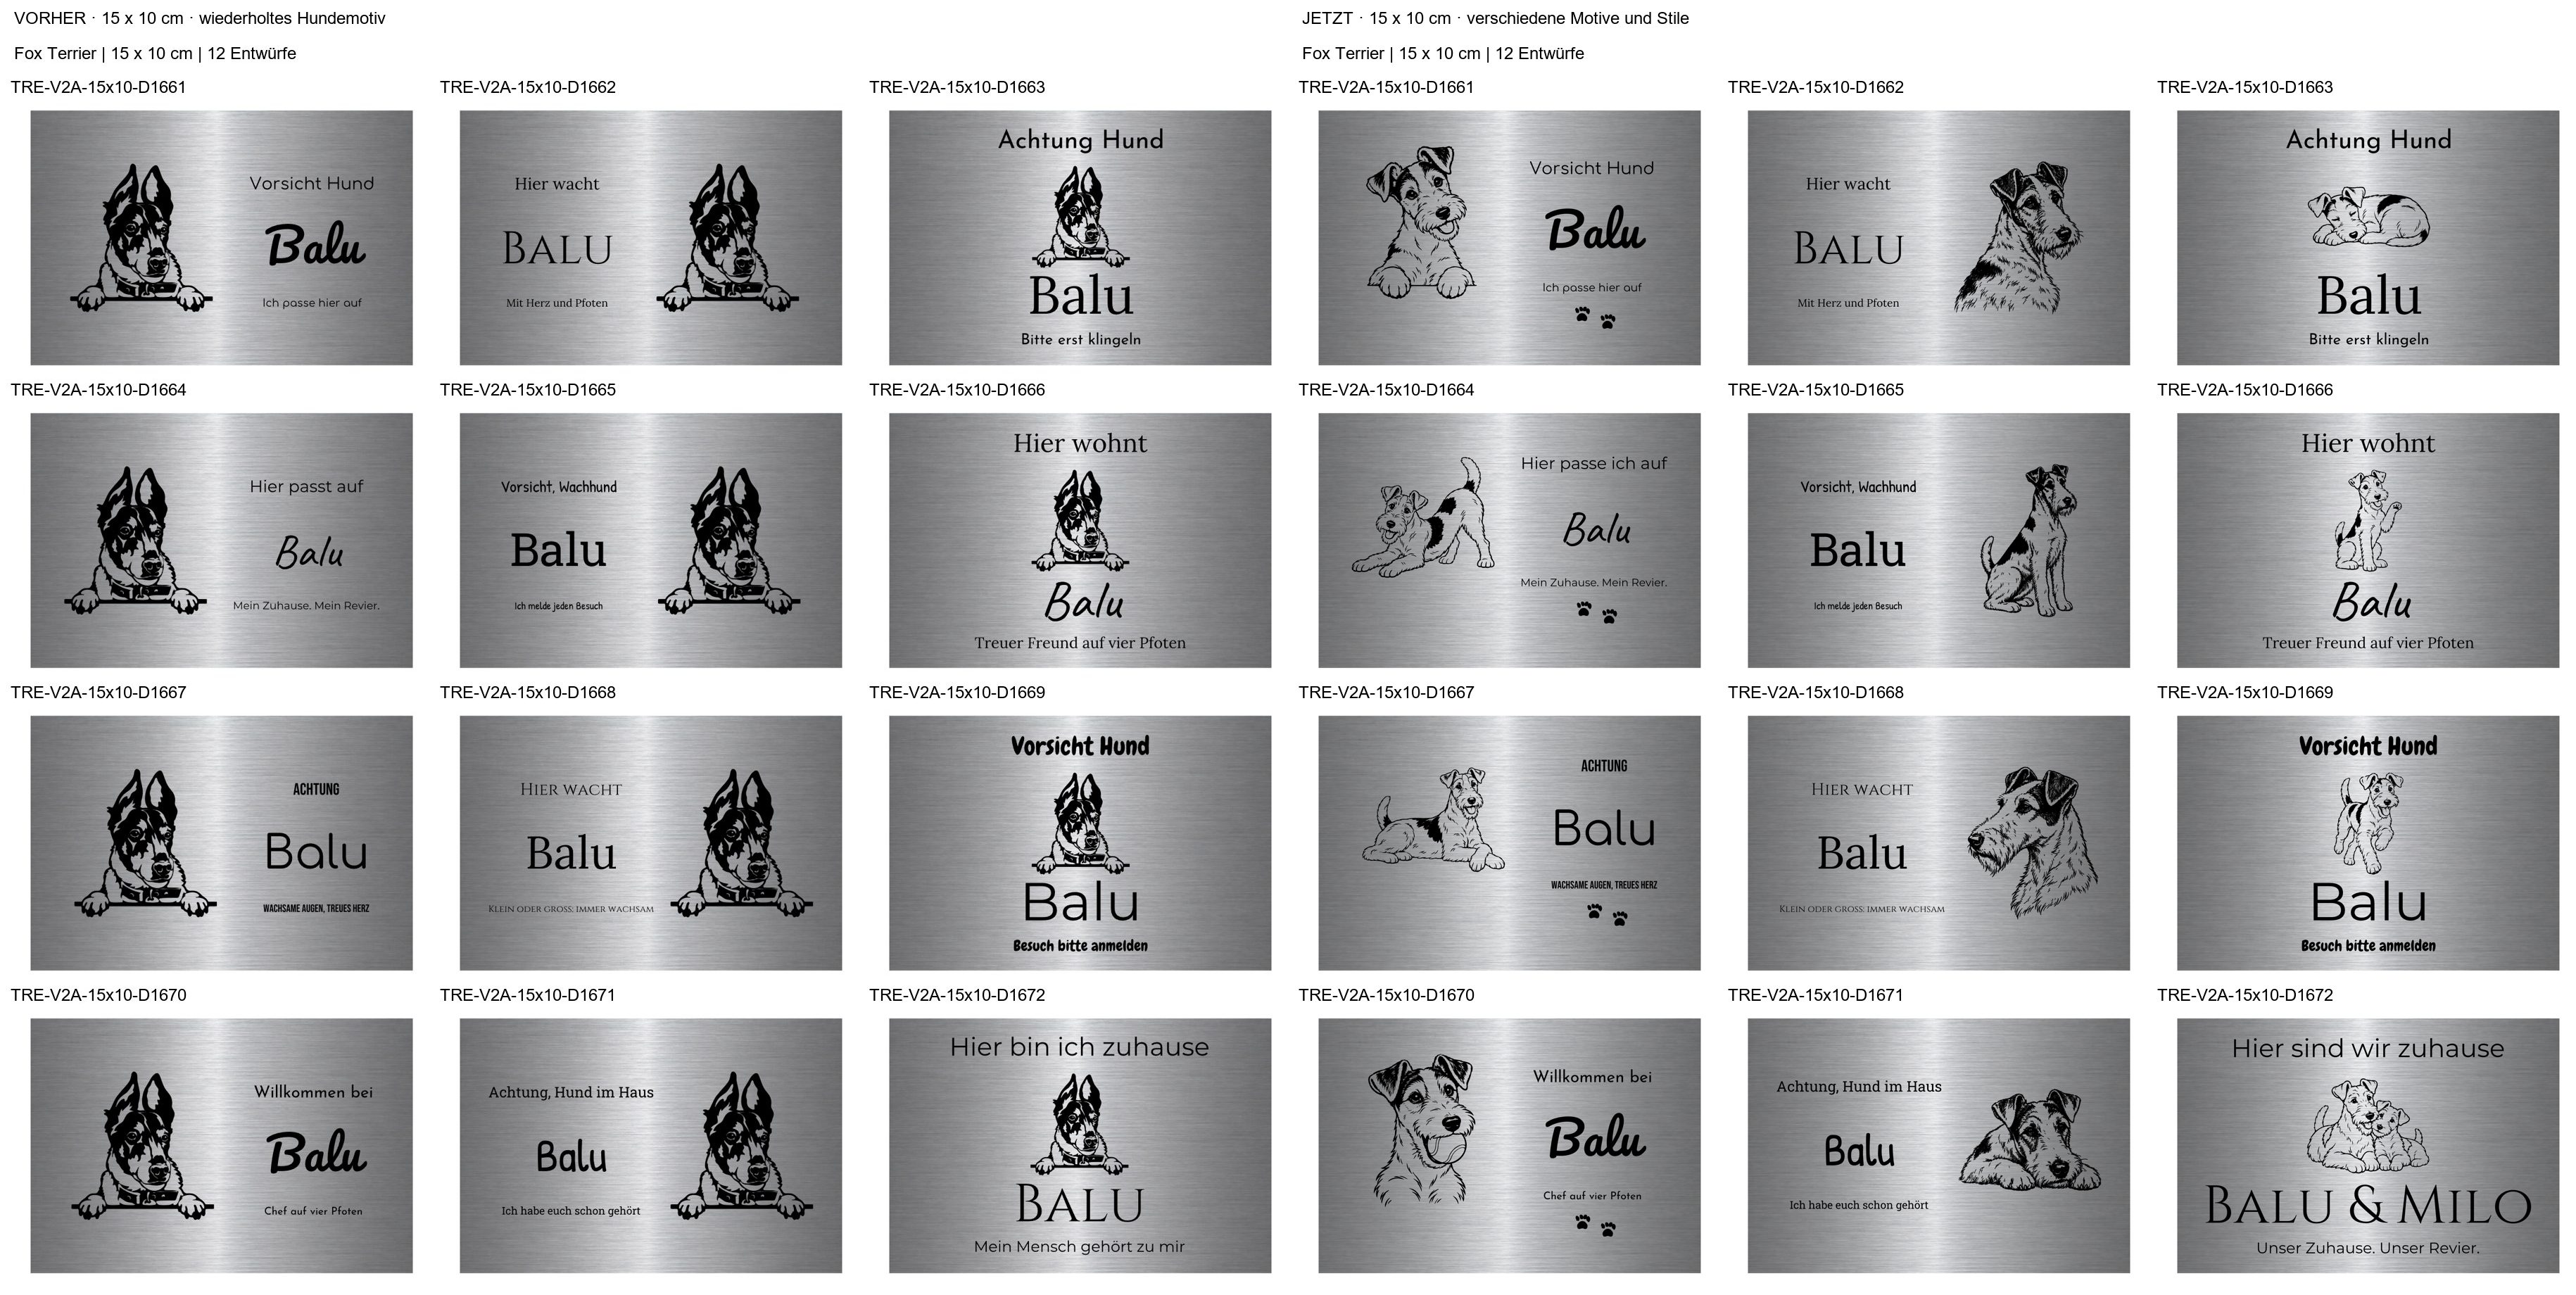 VORHER · 15 x 10 cm · wiederholtes Hundemotiv
Fox Terrier | 15 x 10 cm | 12 Entwürfe
TRE-V2A-15x10-D1661
Vorsicht Hund
Balu
Ich passe hier auf
TRE-V2A-15x10-D1662
Hier wacht
BALU
Mit Herz und Pfoten
TRE-V2A-15x10-D1663
Achtung Hund
Balu
Bitte erst klingeln
TRE-V2A-15x10-D1664
Hier passt auf
Balu
Mein Zuhause. Mein Revier.
TRE-V2A-15x10-D1665
Vorsicht, Wachhund
Balu
Ich melde jeden Besuch
TRE-V2A-15x10-D1666
Hier wohnt
Balu
Treuer Freund auf vier Pfoten
TRE-V2A-15x10-D1667
ACHTUNG
Balu
WACHSAME AUGEN, TREUES HERZ
TRE-V2A-15x10-D1668
HIER WACHT
Balu
KLEIN ODER GROSS: IMMER WACHSAM
TRE-V2A-15x10-D1669
Vorsicht Hund
Balu
Besuch bitte anmelden
TRE-V2A-15x10-D1670
Willkommen bei
Balu
Chef auf vier Pfoten
TRE-V2A-15x10-D1671
Achtung, Hund im Haus
Balu
Ich habe euch schon gehört
TRE-V2A-15x10-D1672
Hier bin ich zuhause
BALU
Mein Mensch gehört zu mir
JETZT · 15 x 10 cm · verschiedene Motive und Stile
Fox Terrier | 15 x 10 cm | 12 Entwürfe
TRE-V2A-15x10-D1661
Vorsicht Hund
Balu
Ich passe hier auf
TRE-V2A-15x10-D1662
Hier wacht
BALU
Mit Herz und Pfoten
TRE-V2A-15x10-D1663
Achtung Hund
Balu
Bitte erst klingeln
TRE-V2A-15x10-D1664
Hier passe ich auf
Balu
Mein Zuhause. Mein Revier.
TRE-V2A-15x10-D1665
Vorsicht, Wachhund
Balu
Ich melde jeden Besuch
TRE-V2A-15x10-D1666
Hier wohnt
Balu
Treuer Freund auf vier Pfoten
TRE-V2A-15x10-D1667
ACHTUNG
Balu
WACHSAME AUGEN, TREUES HERZ
TRE-V2A-15x10-D1668
HIER WACHT
Balu
KLEIN ODER GROSS: IMMER WACHSAM
TRE-V2A-15x10-D1669
Vorsicht Hund
Balu
Besuch bitte anmelden
TRE-V2A-15x10-D1670
Willkommen bei
Balu
Chef auf vier Pfoten
TRE-V2A-15x10-D1671
Achtung, Hund im Haus
Balu
Ich habe euch schon gehört
TRE-V2A-15x10-D1672
Hier sind wir zuhause
BALU & MILO
Unser Zuhause. Unser Revier.